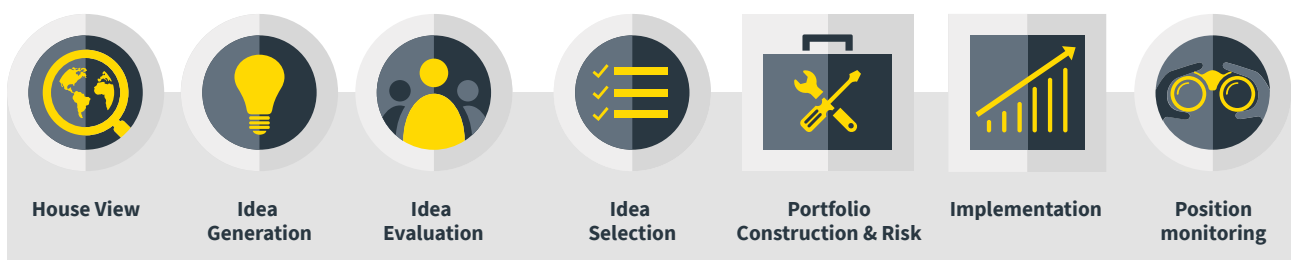 House View
Idea
Generation
Idea
Evaluation
Idea
Selection
Portfolio
Construction & Risk
Implementation
Position
monitoring